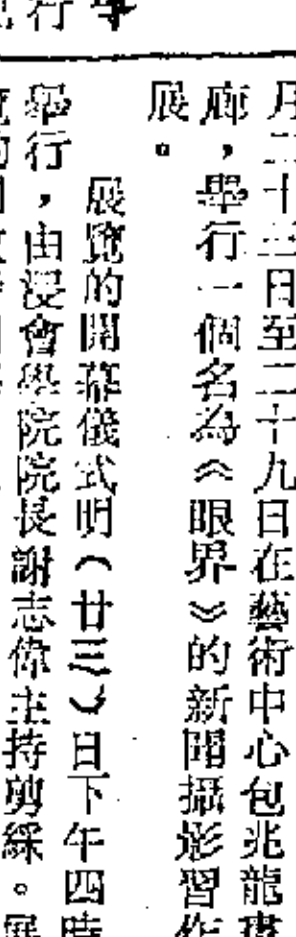 月二十三日至二十九日在藝術中心包兆龍畫
廊，舉行一個名為《眼界》的新聞攝影習作
展。
展覽的開幕儀式明（廿三）日下午四時
舉行，由浸會學院院長謝志偉主持剪綵。展